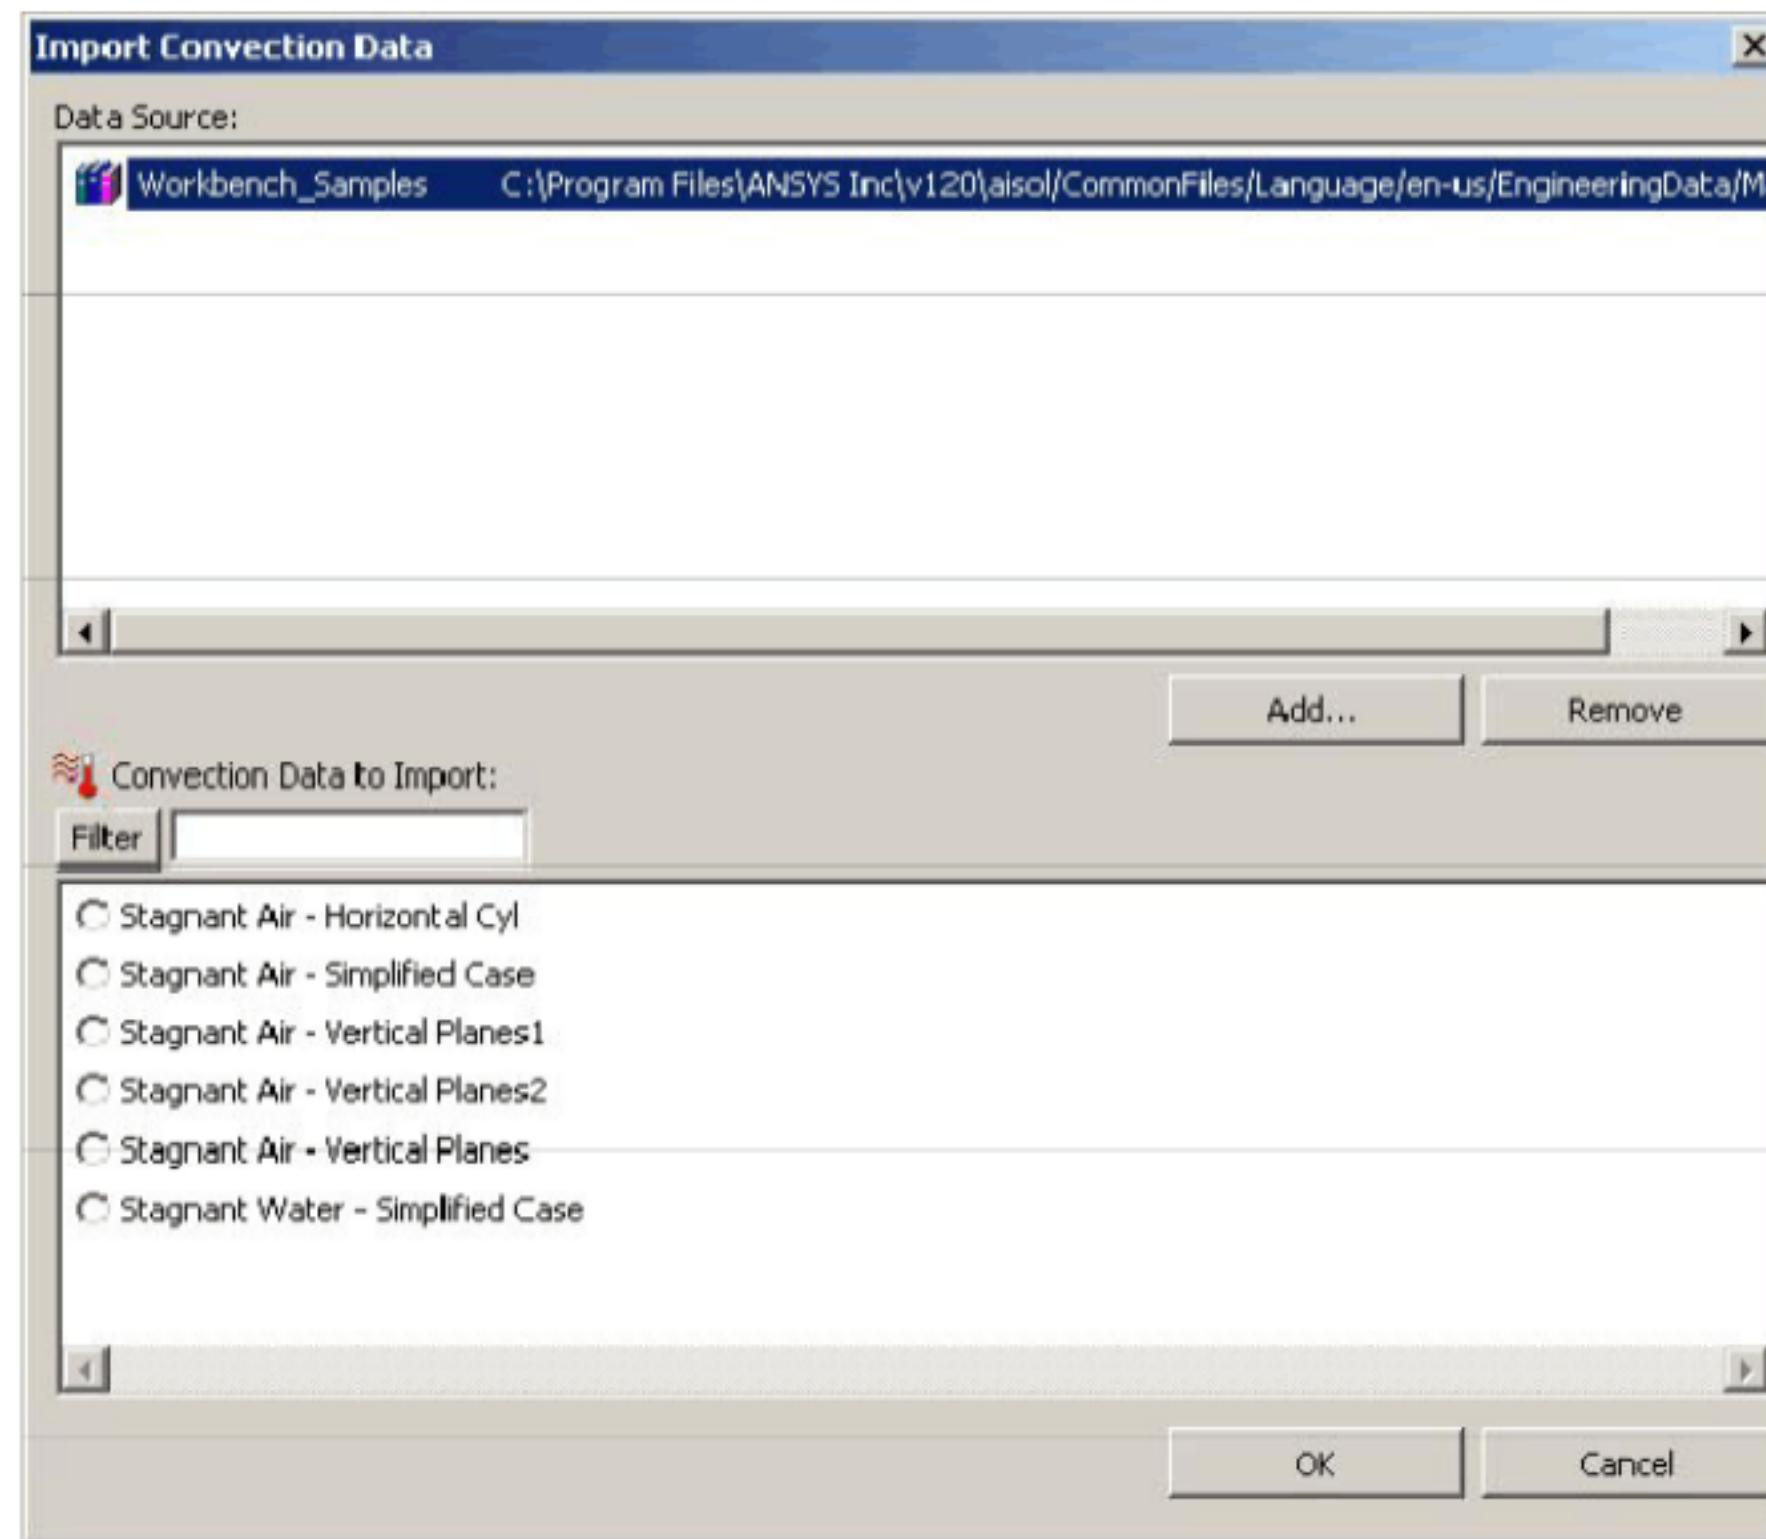 Import Convection Data
Data Source:
Workbench_Samples C:\Program Files\ANSYS Inc\v120\aisol/CommonFiles/Language/en-us/EngineeringData/M
Add... Remove
Convection Data to Import:
Filter
Stagnant Air - Horizontal Cyl
Stagnant Air - Simplified Case
Stagnant Air - Vertical Planes1
Stagnant Air - Vertical Planes2
Stagnant Air - Vertical Planes
Stagnant Water - Simplified Case
OK Cancel